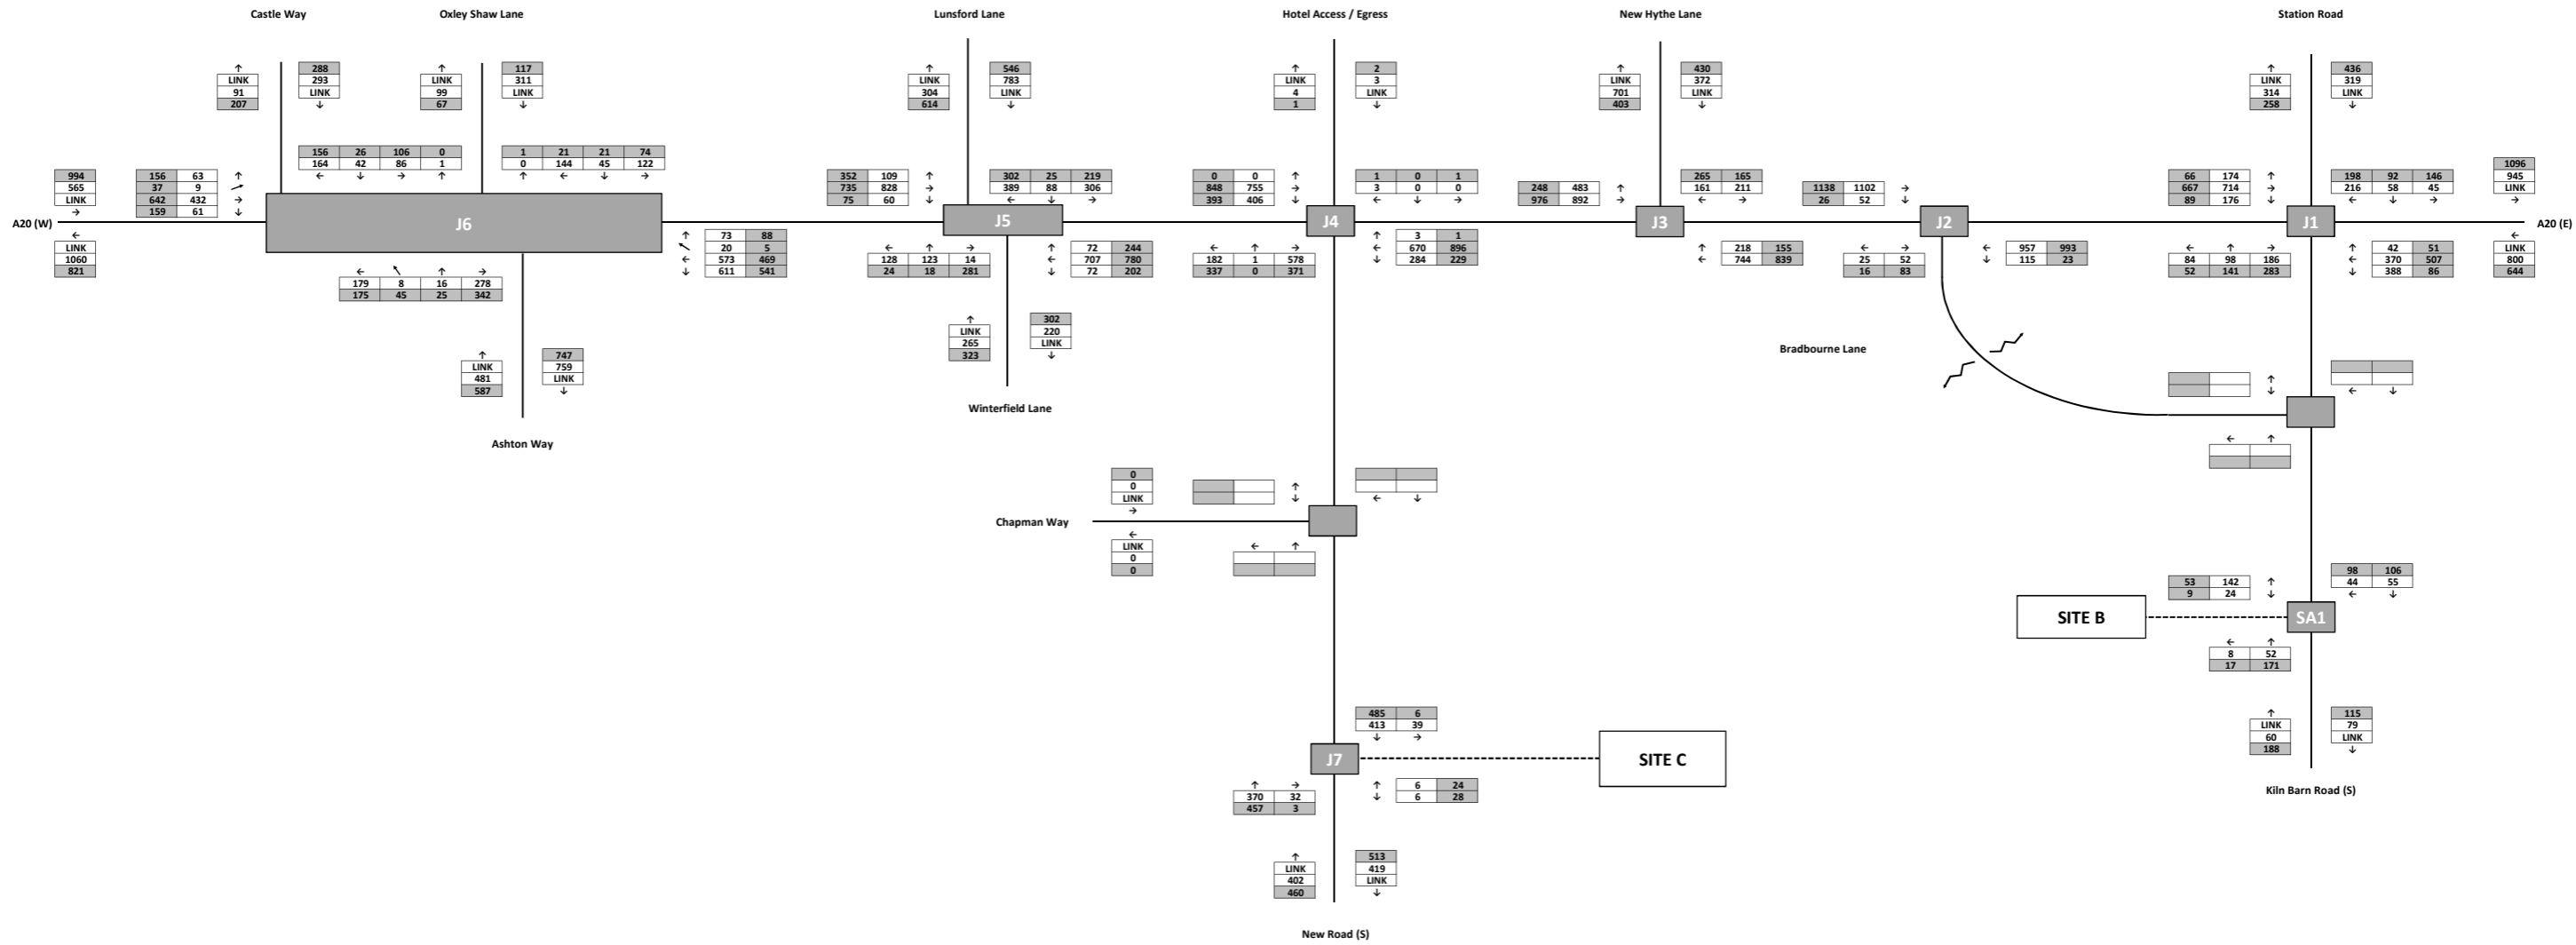 Castle Way Oxley Shaw Lane Lunsford Lane Hotel Access / Egress New Hythe Lane Station Road
↑ 288 ↑ 117 ↑ 546 ↑ 2 ↑ 430 ↑ 436
LINK 293 LINK 311 LINK 783 LINK 3 LINK 372 LINK 319
91 LINK 99 LINK 304 LINK 4 LINK 701 LINK 314 LINK
207 ↓ 67 ↓ 614 ↓ 1 ↓ 403 ↓ 258 ↓
156 26 106 0 1 21 21 74
164 42 86 1 0 144 45 122
← ↓ → ↑ ↑ ← ↓ →
994
565
LINK
→
156 63 ↑
37 9
642 432 →
159 61 ↓
352 109 ↑ 302 25 219
735 828 → 389 88 306
75 60 ↓ ← ↓ →
0 0 ↑ 1 0 1
848 755 → 3 0 0
393 406 ↓ ← ↓ →
248 483 ↑ 265 165
976 892 → 161 211
← →
1138 1102 →
26 52 ↓
66 174 ↑ 198 92 146
667 714 → 216 58 45
89 176 ↓ ← ↓ →
1096
945
LINK
→
A20 (W) J6 J5 J4 J3 J2 J1 A20 (E)
←
LINK
1060
821
← ↖ ↑ →
179 8 16 278
175 45 25 342
↑ 73 88
↖ 20 5
← 573 469
↓ 611 541
← ↑ → ↑ 72 244
128 123 14 ← 707 780
24 18 281 ↓ 72 202
← ↑ → ↑ 3 1
182 1 578 ← 670 896
337 0 371 ↓ 284 229
↑ 218 155
← 744 839
← → ← 957 993
25 52 ↓ 115 23
16 83
← ↑ → ↑ 42 51
84 98 186 ← 370 507
52 141 283 ↓ 388 86
←
LINK
800
644
↑ 302
LINK 220
265 LINK
323 ↓
↑ 747
LINK 759
481 LINK
587 ↓
Bradbourne Lane
↑
↓ ← ↓
Winterfield Lane
Ashton Way
← ↑
0
0
LINK
→
↑
↓ ← ↓
Chapman Way
←
LINK
0
0
← ↑
53 142 ↑ 98 106
9 24 ↓ 44 55
← ↓
SITE B SA1
← ↑
8 52
17 171
485 6
413 39
↓ →
↑ 115
LINK 79
60 LINK
188 ↓
J7 SITE C
↑ → ↑ 6 24
370 32 ↓ 6 28
457 3
Kiln Barn Road (S)
↑ 513
LINK 419
402 LINK
460 ↓
New Road (S)